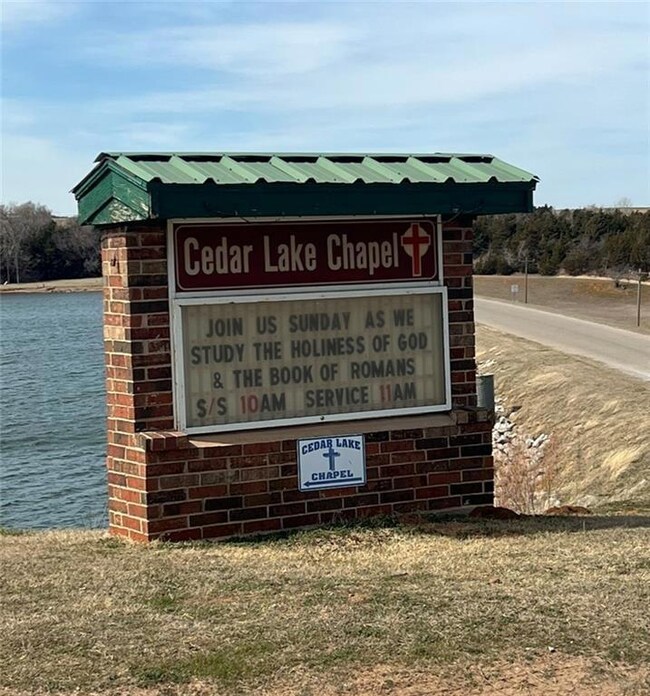 Cedar Lake Chapel
JOIN US SUNDAY AS WE
STUDY THE HOLINESS OF GOD
& THE BOOK OF ROMANS
S/S 10AM SERVICE 11AM
CEDAR LAKE
CHAPEL